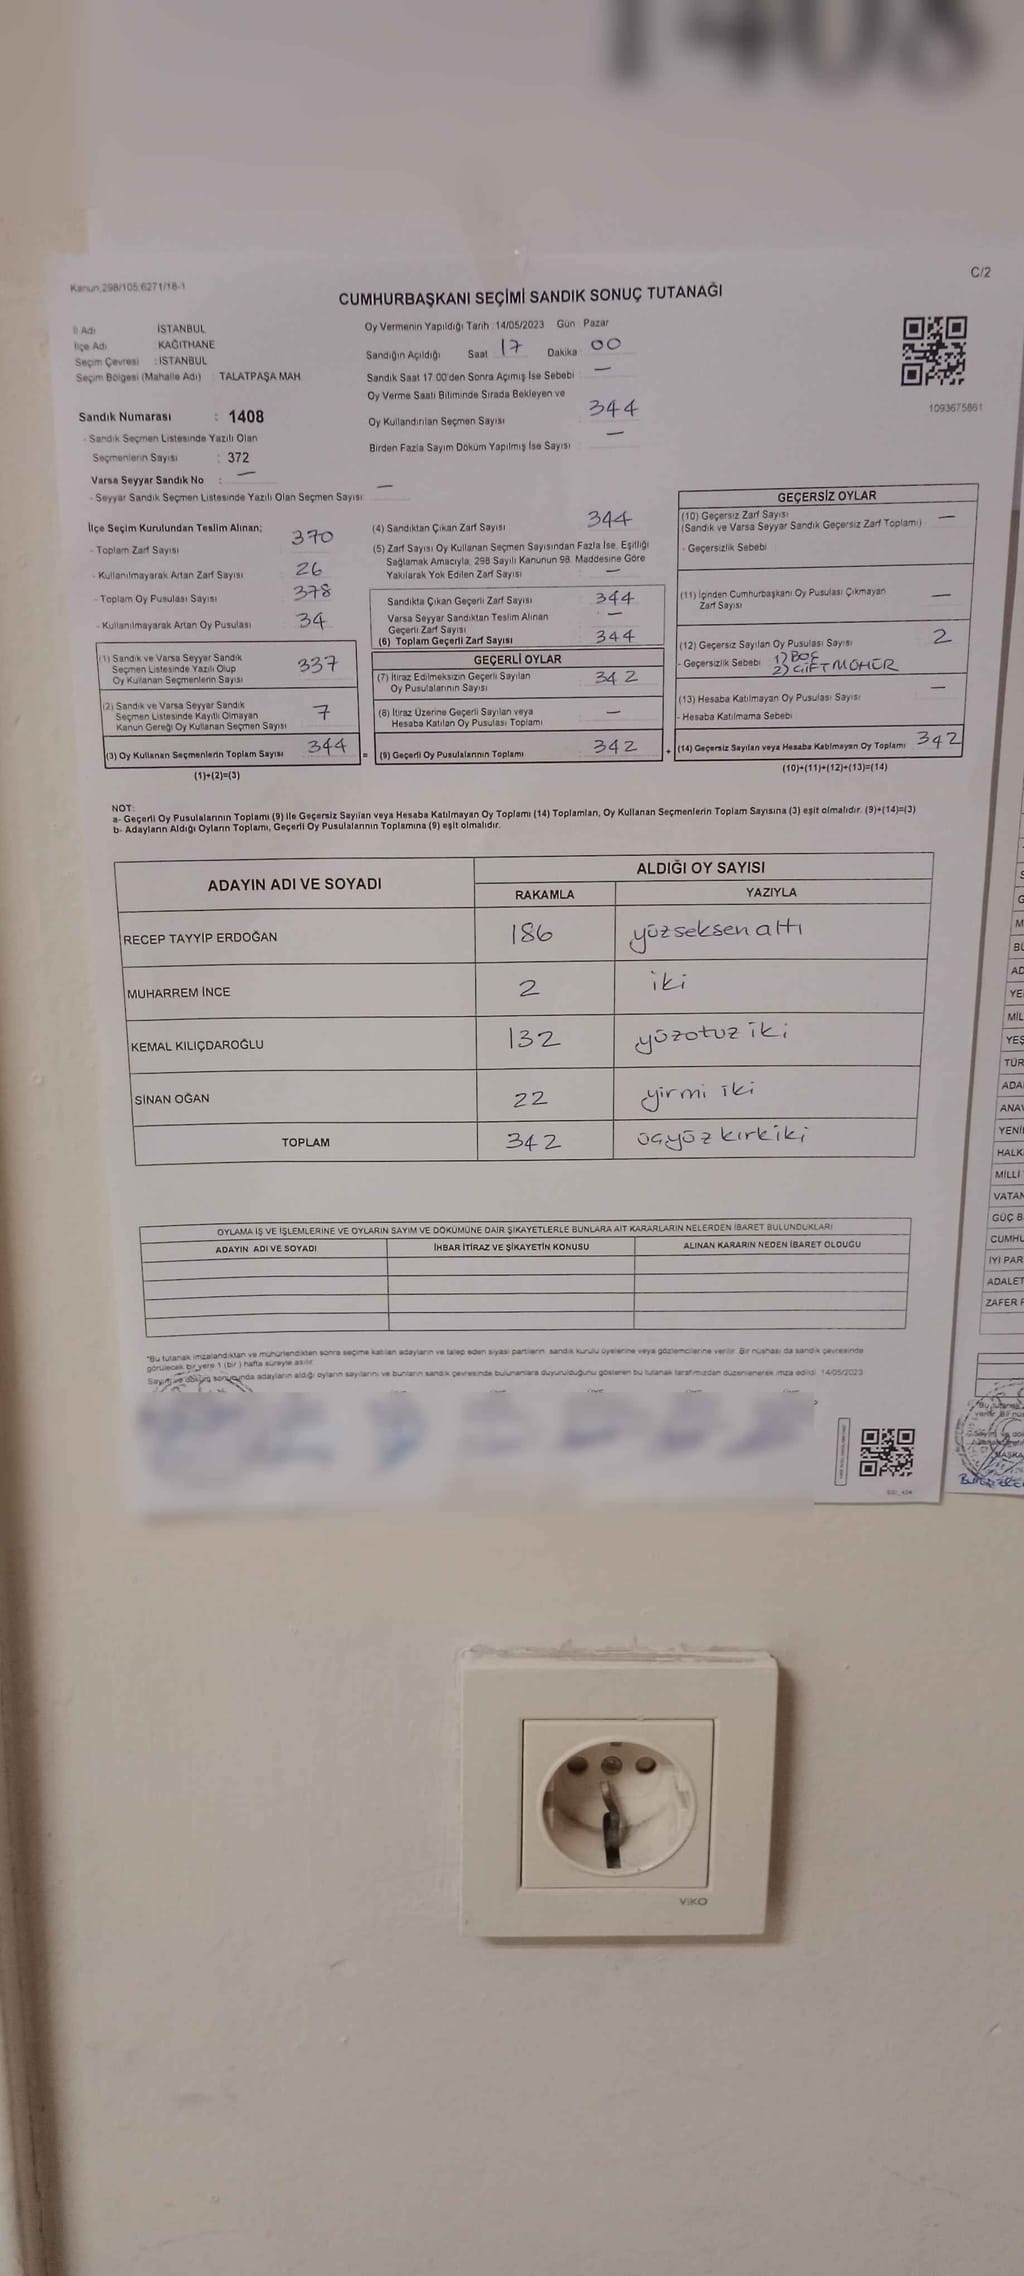 1408
Kanun;298/105;6271/18-1
C/2
CUMHURBAŞKANI SEÇİMİ SANDIK SONUÇ TUTANAĞI
İl Adı İSTANBUL
İlçe Adı KAĞITHANE
Seçim Çevresi : İSTANBUL
Seçim Bölgesi (Mahalle Adı) : TALATPAŞA MAH.
Sandık Numarası : 1408
- Sandık Seçmen Listesinde Yazılı Olan
Seçmenlerin Sayısı : 372
Varsa Seyyar Sandık No : —
- Seyyar Sandık Seçmen Listesinde Yazılı Olan Seçmen Sayısı —
Oy Vermenin Yapıldığı Tarih : 14/05/2023 Gün : Pazar
Sandığın Açıldığı Saat 17 Dakika 00
Sandık Saat 17:00'den Sonra Açımış İse Sebebi —
Oy Verme Saati Bitiminde Sırada Bekleyen ve
Oy Kullandırılan Seçmen Sayısı 344
Birden Fazla Sayım Döküm Yapılmış İse Sayısı —
1093675861
İlçe Seçim Kurulundan Teslim Alınan;
- Toplam Zarf Sayısı 370
- Kullanılmayarak Artan Zarf Sayısı 26
- Toplam Oy Pusulası Sayısı 378
- Kullanılmayarak Artan Oy Pusulası 34
(1) Sandık ve Varsa Seyyar Sandık
Seçmen Listesinde Yazılı Olup
Oy Kullanan Seçmenlerin Sayısı 337
(2) Sandık ve Varsa Seyyar Sandık
Seçmen Listesinde Kayıtlı Olmayan
Kanun Gereği Oy Kullanan Seçmen Sayısı 7
(3) Oy Kullanan Seçmenlerin Toplam Sayısı 344
(1)+(2)=(3)
(4) Sandıktan Çıkan Zarf Sayısı 344
(5) Zarf Sayısı Oy Kullanan Seçmen Sayısından Fazla İse, Eşitliği
Sağlamak Amacıyla, 298 Sayılı Kanunun 98. Maddesine Göre
Yakılarak Yok Edilen Zarf Sayısı —
Sandıkta Çıkan Geçerli Zarf Sayısı 344
Varsa Seyyar Sandıktan Teslim Alınan
Geçerli Zarf Sayısı —
(6) Toplam Geçerli Zarf Sayısı 344
GEÇERLİ OYLAR
(7) İtiraz Edilmeksizin Geçerli Sayılan
Oy Pusulalarının Sayısı 342
(8) İtiraz Üzerine Geçerli Sayılan veya
Hesaba Katılan Oy Pusulası Toplamı —
= (9) Geçerli Oy Pusulalarının Toplamı 342
GEÇERSİZ OYLAR
(10) Geçersiz Zarf Sayısı
(Sandık ve Varsa Seyyar Sandık Geçersiz Zarf Toplamı) —
- Geçersizlik Sebebi
(11) İçinden Cumhurbaşkanı Oy Pusulası Çıkmayan
Zarf Sayısı —
(12) Geçersiz Sayılan Oy Pusulası Sayısı 2
- Geçersizlik Sebebi 1) BOŞ
2) ÇİFT MÜHÜR
(13) Hesaba Katılmayan Oy Pusulası Sayısı —
- Hesaba Katılmama Sebebi
+ (14) Geçersiz Sayılan veya Hesaba Katılmayan Oy Toplamı 342
(10)+(11)+(12)+(13)=(14)
NOT:
a- Geçerli Oy Pusulalarının Toplamı (9) ile Geçersiz Sayılan veya Hesaba Katılmayan Oy Toplamı (14) Toplamları, Oy Kullanan Seçmenlerin Toplam Sayısına (3) eşit olmalıdır. (9)+(14)=(3)
b- Adayların Aldığı Oyların Toplamı, Geçerli Oy Pusulalarının Toplamına (9) eşit olmalıdır.
ADAYIN ADI VE SOYADI
ALDIĞI OY SAYISI
RAKAMLA YAZIYLA
RECEP TAYYİP ERDOĞAN 186 yüzseksen altı
MUHARREM İNCE 2 iki
KEMAL KILIÇDAROĞLU 132 yüzotuz iki
SİNAN OĞAN 22 yirmi iki
TOPLAM 342 üçyüz kırkiki
OYLAMA İŞ VE İŞLEMLERİNE VE OYLARIN SAYIM VE DÖKÜMÜNE DAİR ŞİKAYETLERLE BUNLARA AİT KARARLARIN NELERDEN İBARET BULUNDUKLARI
ADAYIN ADI VE SOYADI İHBAR İTİRAZ VE ŞİKAYETİN KONUSU ALINAN KARARIN NEDEN İBARET OLDUĞU
*Bu tutanak imzalandıktan ve mühürlendikten sonra seçime katılan adayların ve talep eden siyasi partilerin sandık kurulu üyelerine veya gözlemcilerine verilir. Bir nüshası da sandık çevresinde
görülecek bir yere 1 (bir) hafta süreyle asılır.
Sayım ve döküm sonucunda adayların aldığı oyların sayılarını ve bunların sandık çevresinde bulunanlara duyurulduğunu gösteren bu tutanak tarafımızdan düzenlenerek imza edildi. 14/05/2023
YE
MİL
YEŞ
TÜR
ADA
ANAV
YENİ
HALK
MİLLİ
VATAN
GÜÇ B
CUMHU
İYİ PAR
ADALET
ZAFER P
VİKO